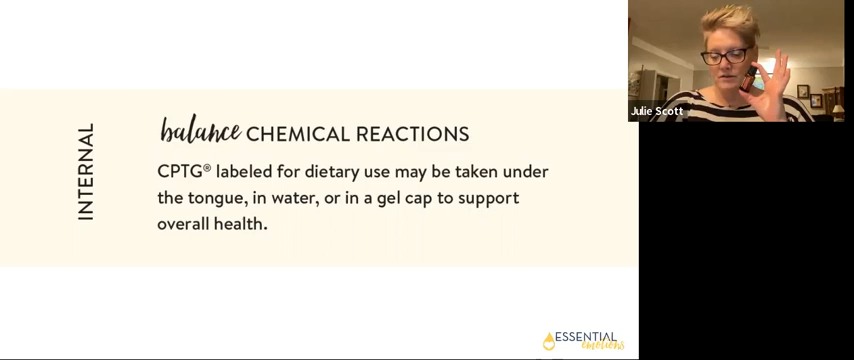 INTERNAL
balance CHEMICAL REACTIONS
CPTG® labeled for dietary use may be taken under
the tongue, in water, or in a gel cap to support
overall health.
Julie Scott
ESSENTIAL
emotions